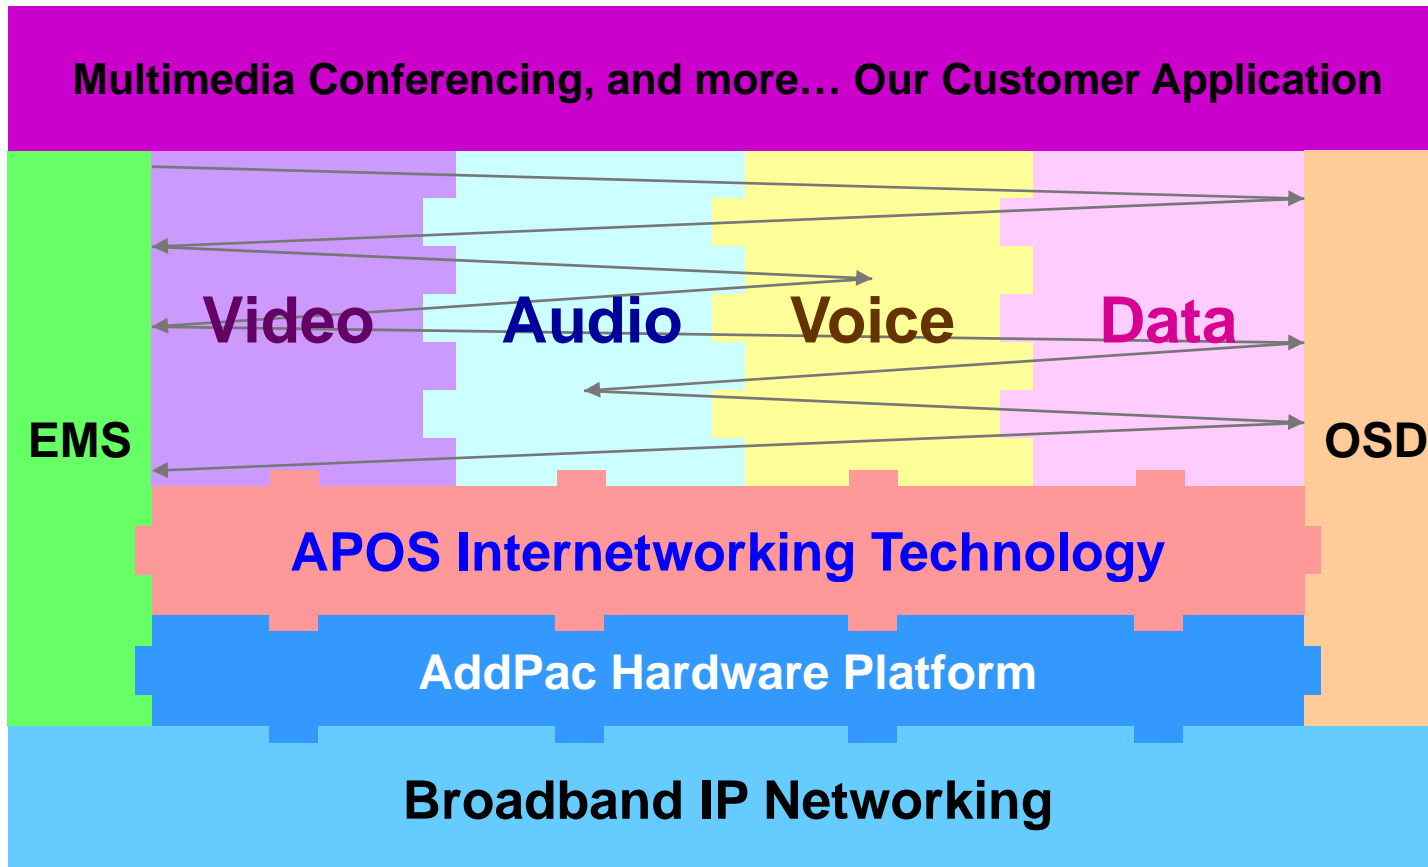 Multimedia Conferencing, and more… Our Customer Application
Video Audio Voice Data
EMS
OSD
APOS Internetworking Technology
AddPac Hardware Platform
Broadband IP Networking